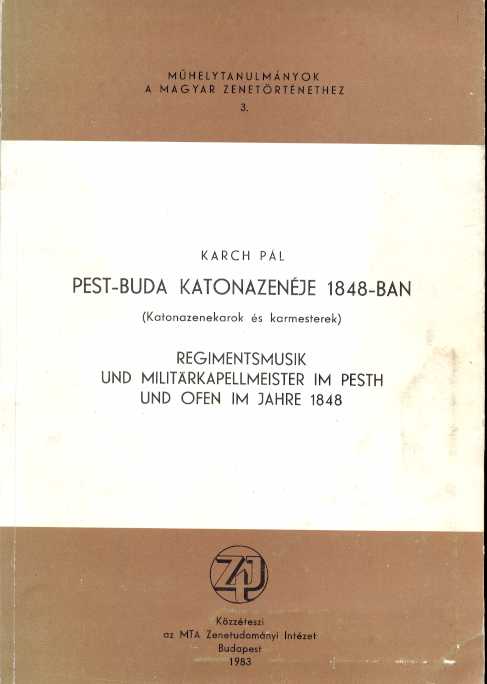 MŰHELYTANULMÁNYOK
A MAGYAR ZENETÖRTÉNETHEZ
3.
KARCH PÁL
PEST-BUDA KATONAZENÉJE 1848-BAN
(Katonazenekarok és karmesterek)
REGIMENTSMUSIK
UND MILITÄRKAPELLMEISTER IM PESTH
UND OFEN IM JAHRE 1848
ZJ
Közzéteszi
az MTA Zenetudományi Intézet
Budapest
1983